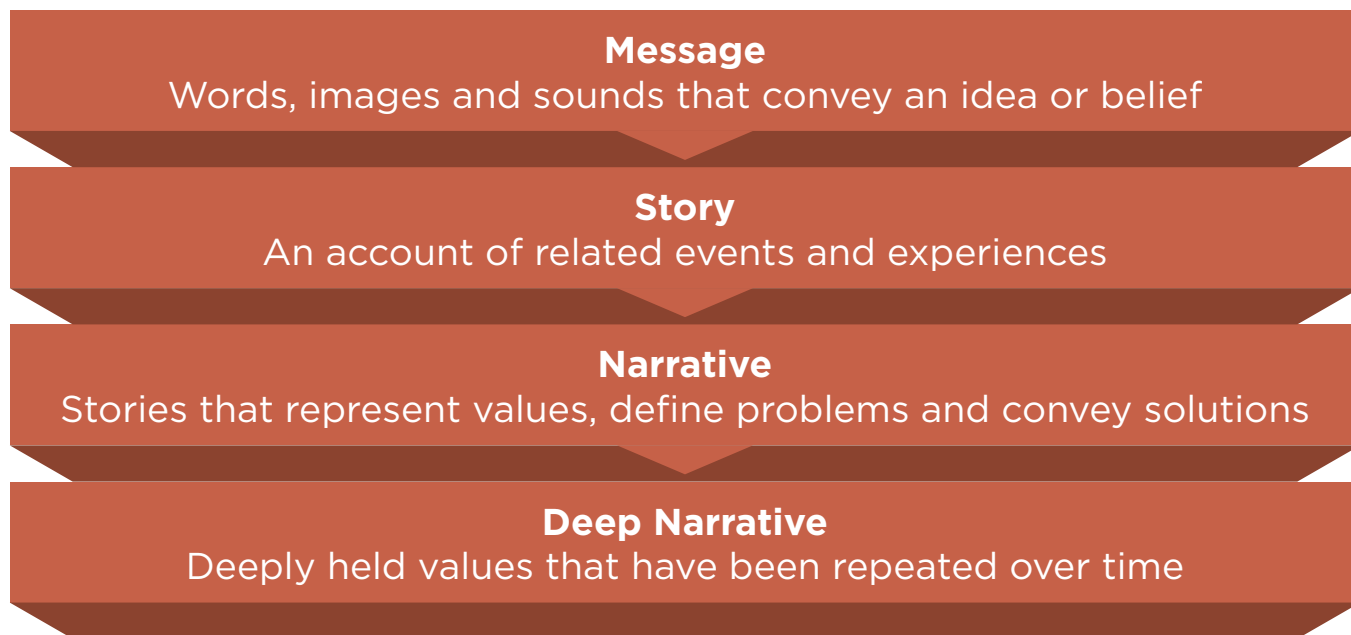 Message
Words, images and sounds that convey an idea or belief
Story
An account of related events and experiences
Narrative
Stories that represent values, define problems and convey solutions
Deep Narrative
Deeply held values that have been repeated over time